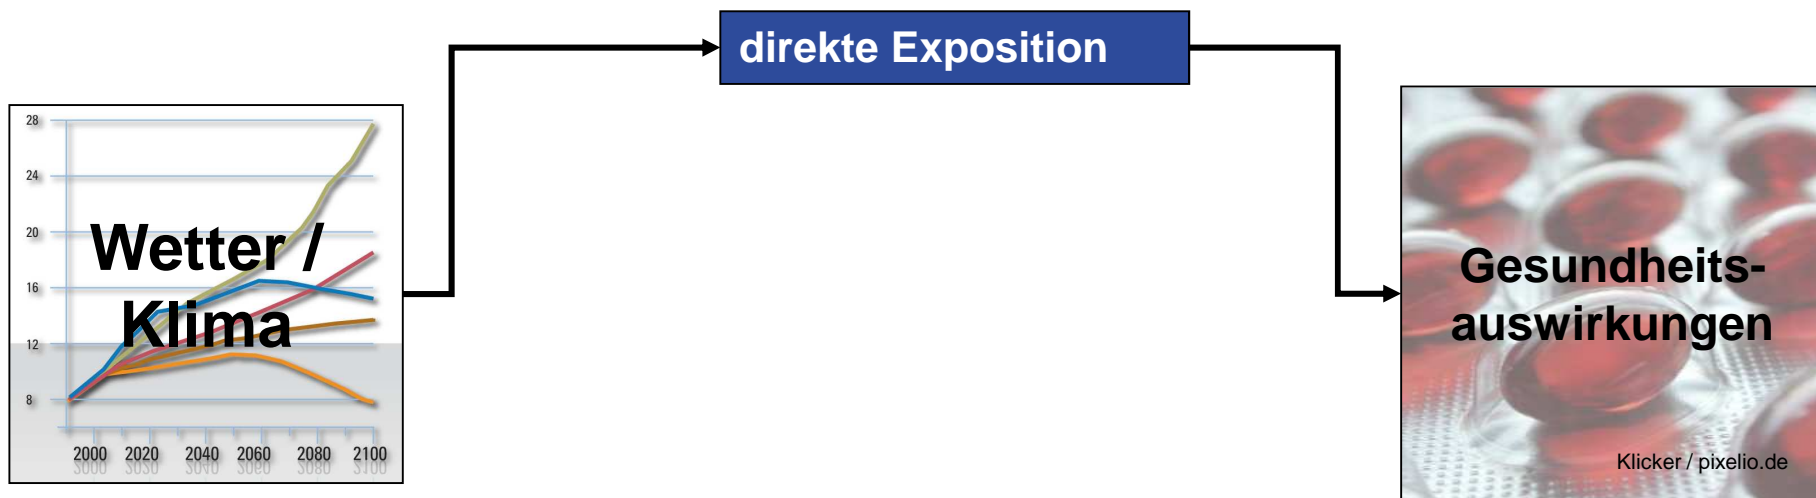 direkte Exposition
28
24
20
16
12
8
Wetter /
Klima
2000 2020 2040 2060 2080 2100
Gesundheits-
auswirkungen
Klicker / pixelio.de